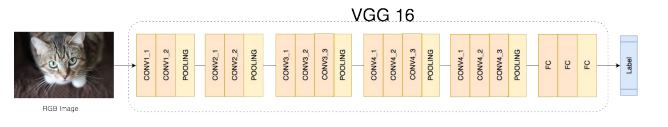 VGG 16
CONV1_1
CONV1_2
POOLING
CONV2_1
CONV2_2
POOLING
CONV3_1
CONV3_2
CONV3_3
POOLING
CONV4_1
CONV4_2
CONV4_3
POOLING
CONV4_1
CONV4_2
CONV4_3
POOLING
FC
FC
FC
Label
RGB Image